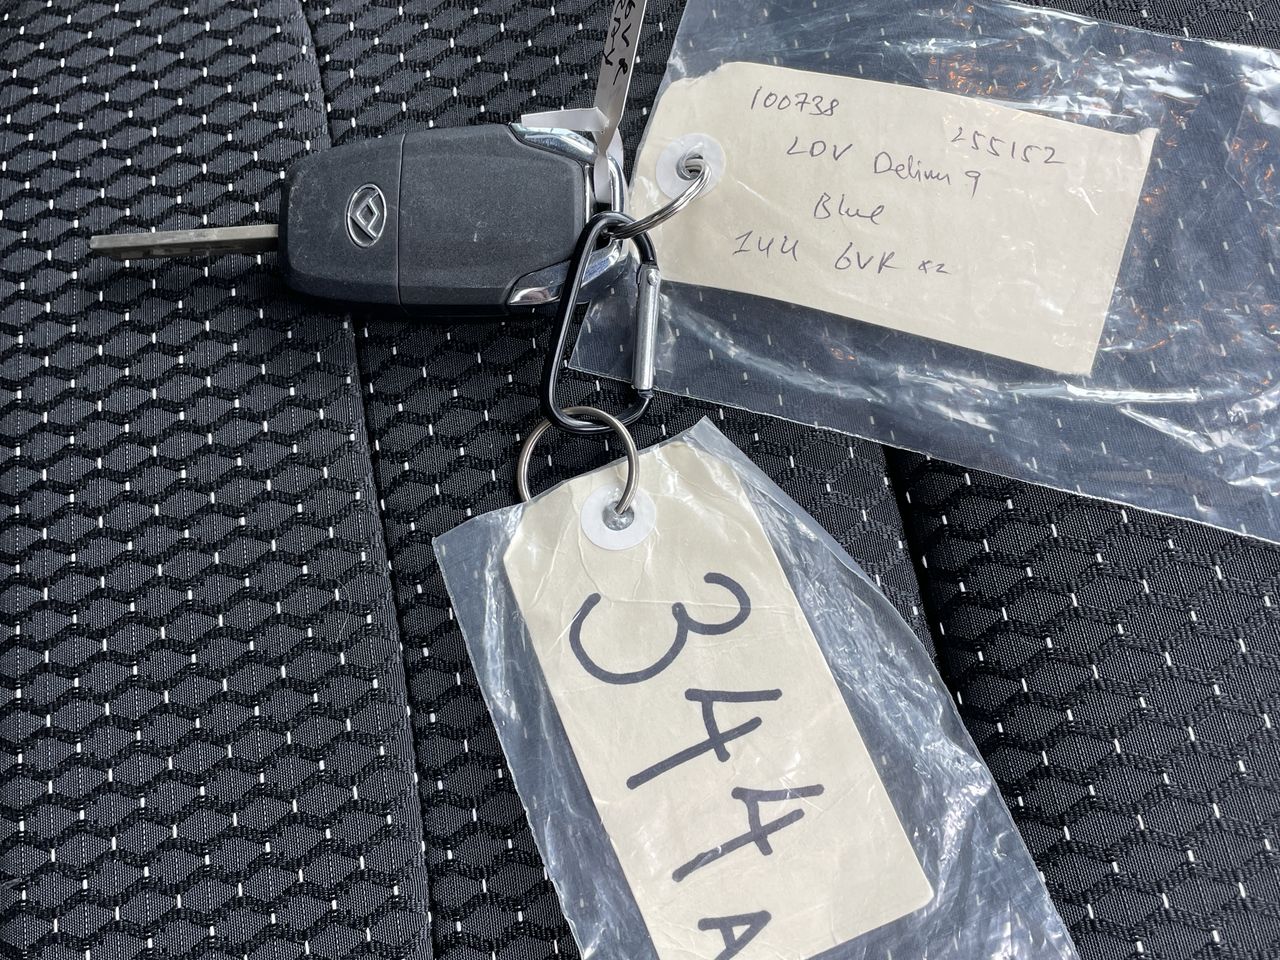 100738
255152
LDV Deliver 9
Blue
144 6VR x2
344A